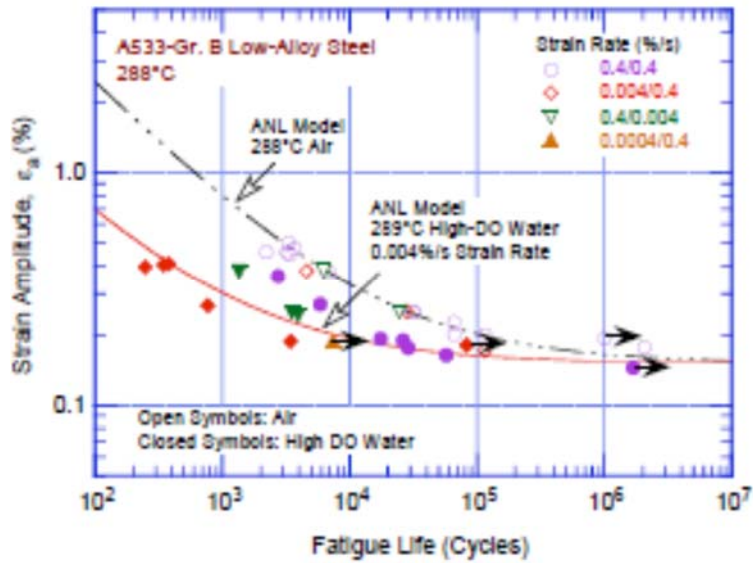 A533-Gr. B Low-Alloy Steel
288°C
Strain Rate (%/s)
0.4/0.4
0.004/0.4
0.4/0.004
0.0004/0.4
ANL Model
288°C Air
ANL Model
289°C High-DO Water
0.004%/s Strain Rate
Strain Amplitude, εa (%)
1.0
0.1
Open Symbols: Air
Closed Symbols: High DO Water
10² 10³ 10⁴ 10⁵ 10⁶ 10⁷
Fatigue Life (Cycles)